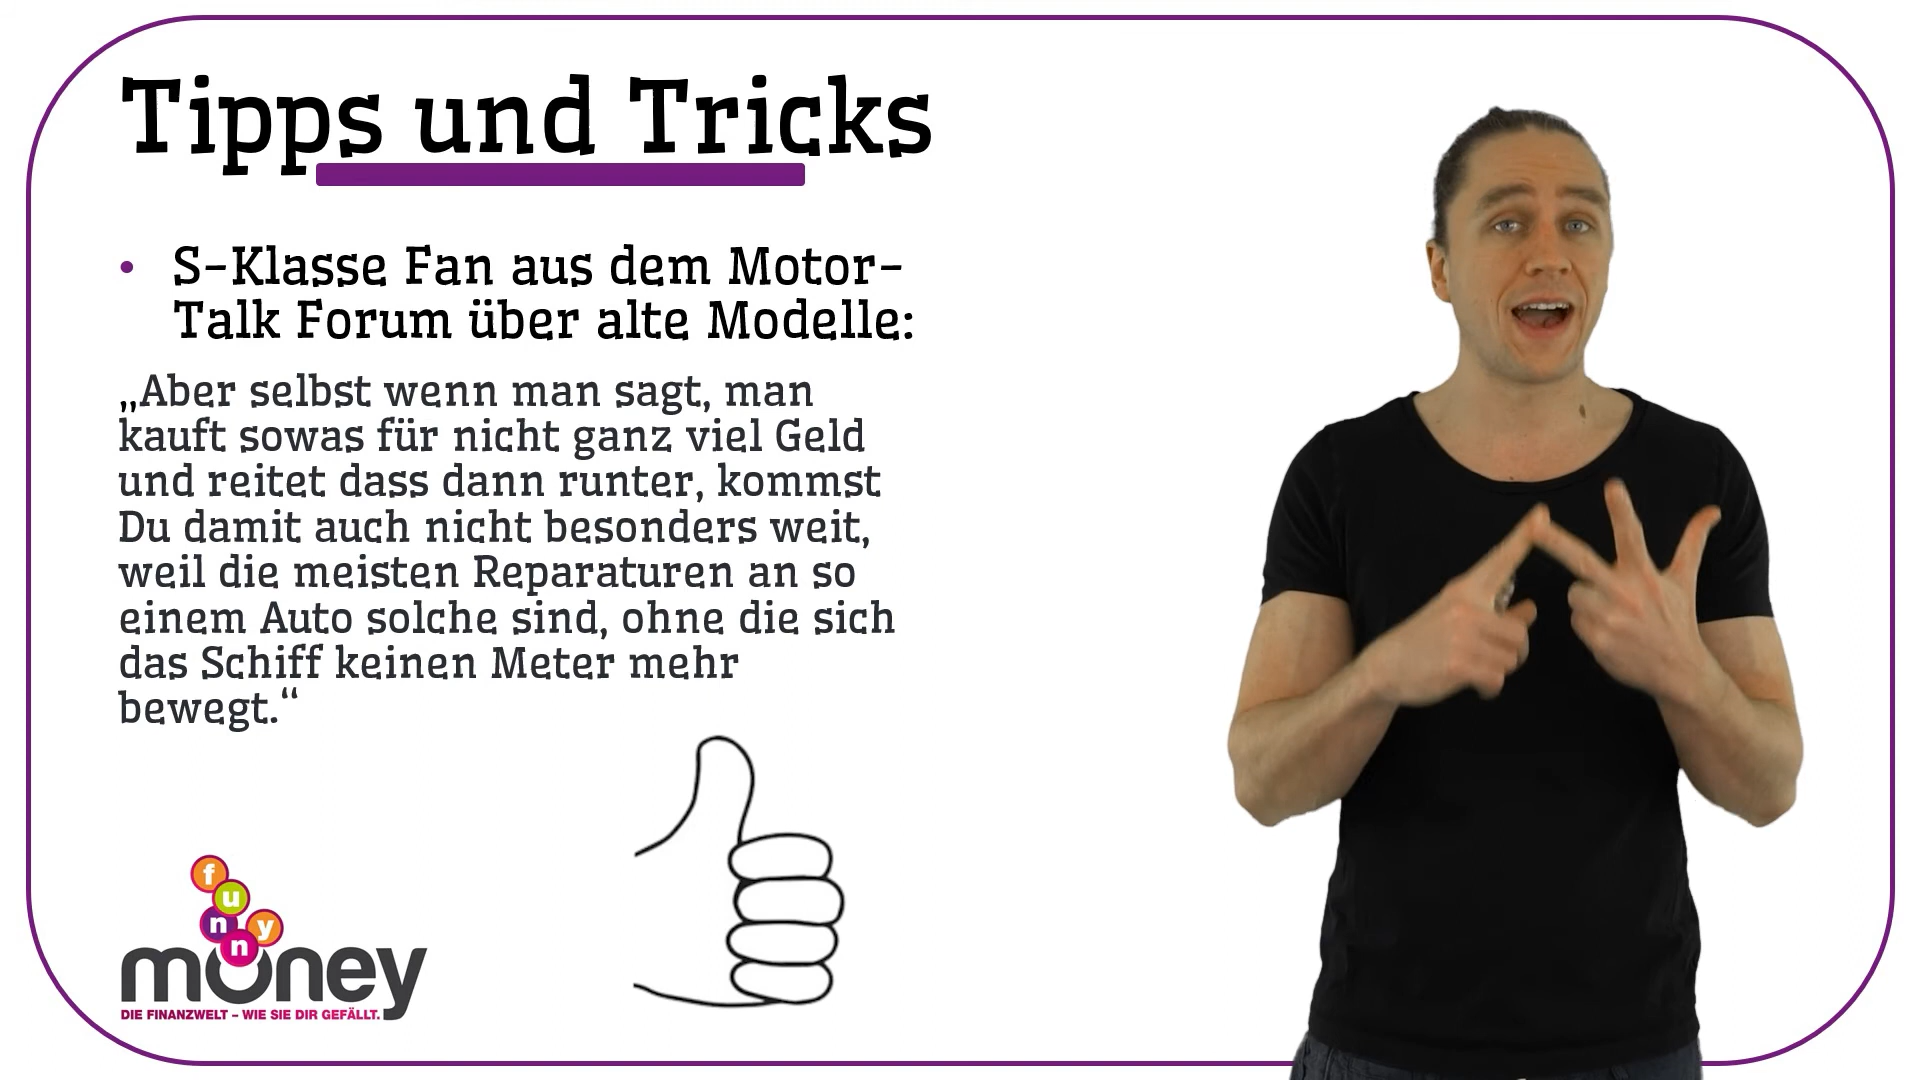 Tipps und Tricks
• S-Klasse Fan aus dem Motor-
Talk Forum über alte Modelle:
„Aber selbst wenn man sagt, man
kauft sowas für nicht ganz viel Geld
und reitet dass dann runter, kommst
Du damit auch nicht besonders weit,
weil die meisten Reparaturen an so
einem Auto solche sind, ohne die sich
das Schiff keinen Meter mehr
bewegt.“
funny
money
DIE FINANZWELT – WIE SIE DIR GEFÄLLT.